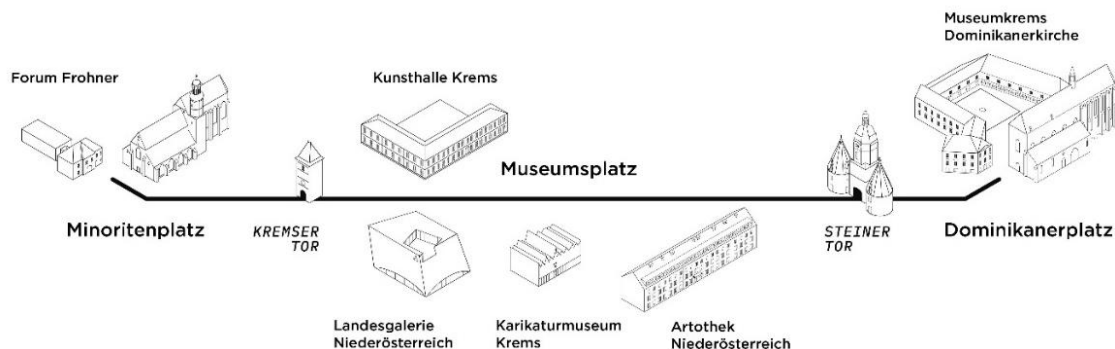 Museumkrems
Dominikanerkirche
Forum Frohner
Kunsthalle Krems
Museumsplatz
Minoritenplatz
KREMSER
TOR
STEINER
TOR
Dominikanerplatz
Landesgalerie
Niederösterreich
Karikaturmuseum
Krems
Artothek
Niederösterreich